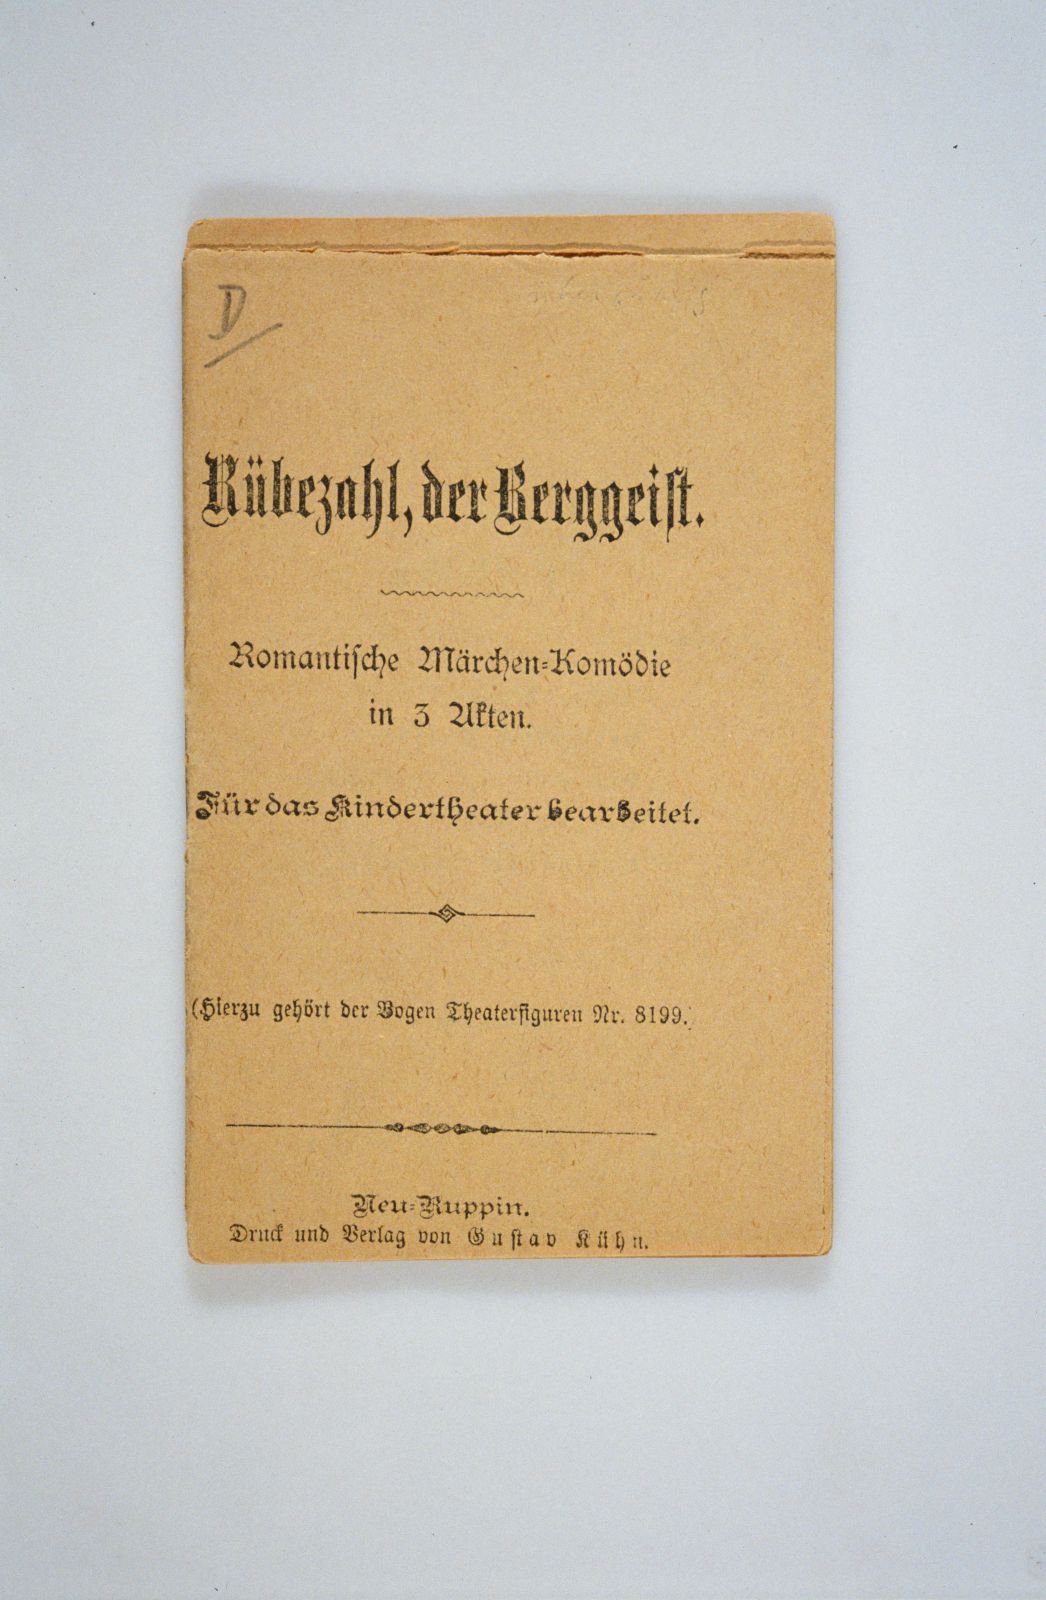 D
Rübezahl, der Berggeist.
Romantische Märchen=Komödie
in 3 Akten.
Für das Kindertheater bearbeitet.
(Hierzu gehört der Bogen Theaterfiguren Nr. 8199.)
Neu=Ruppin.
Druck und Verlag von Gustav Kühn.